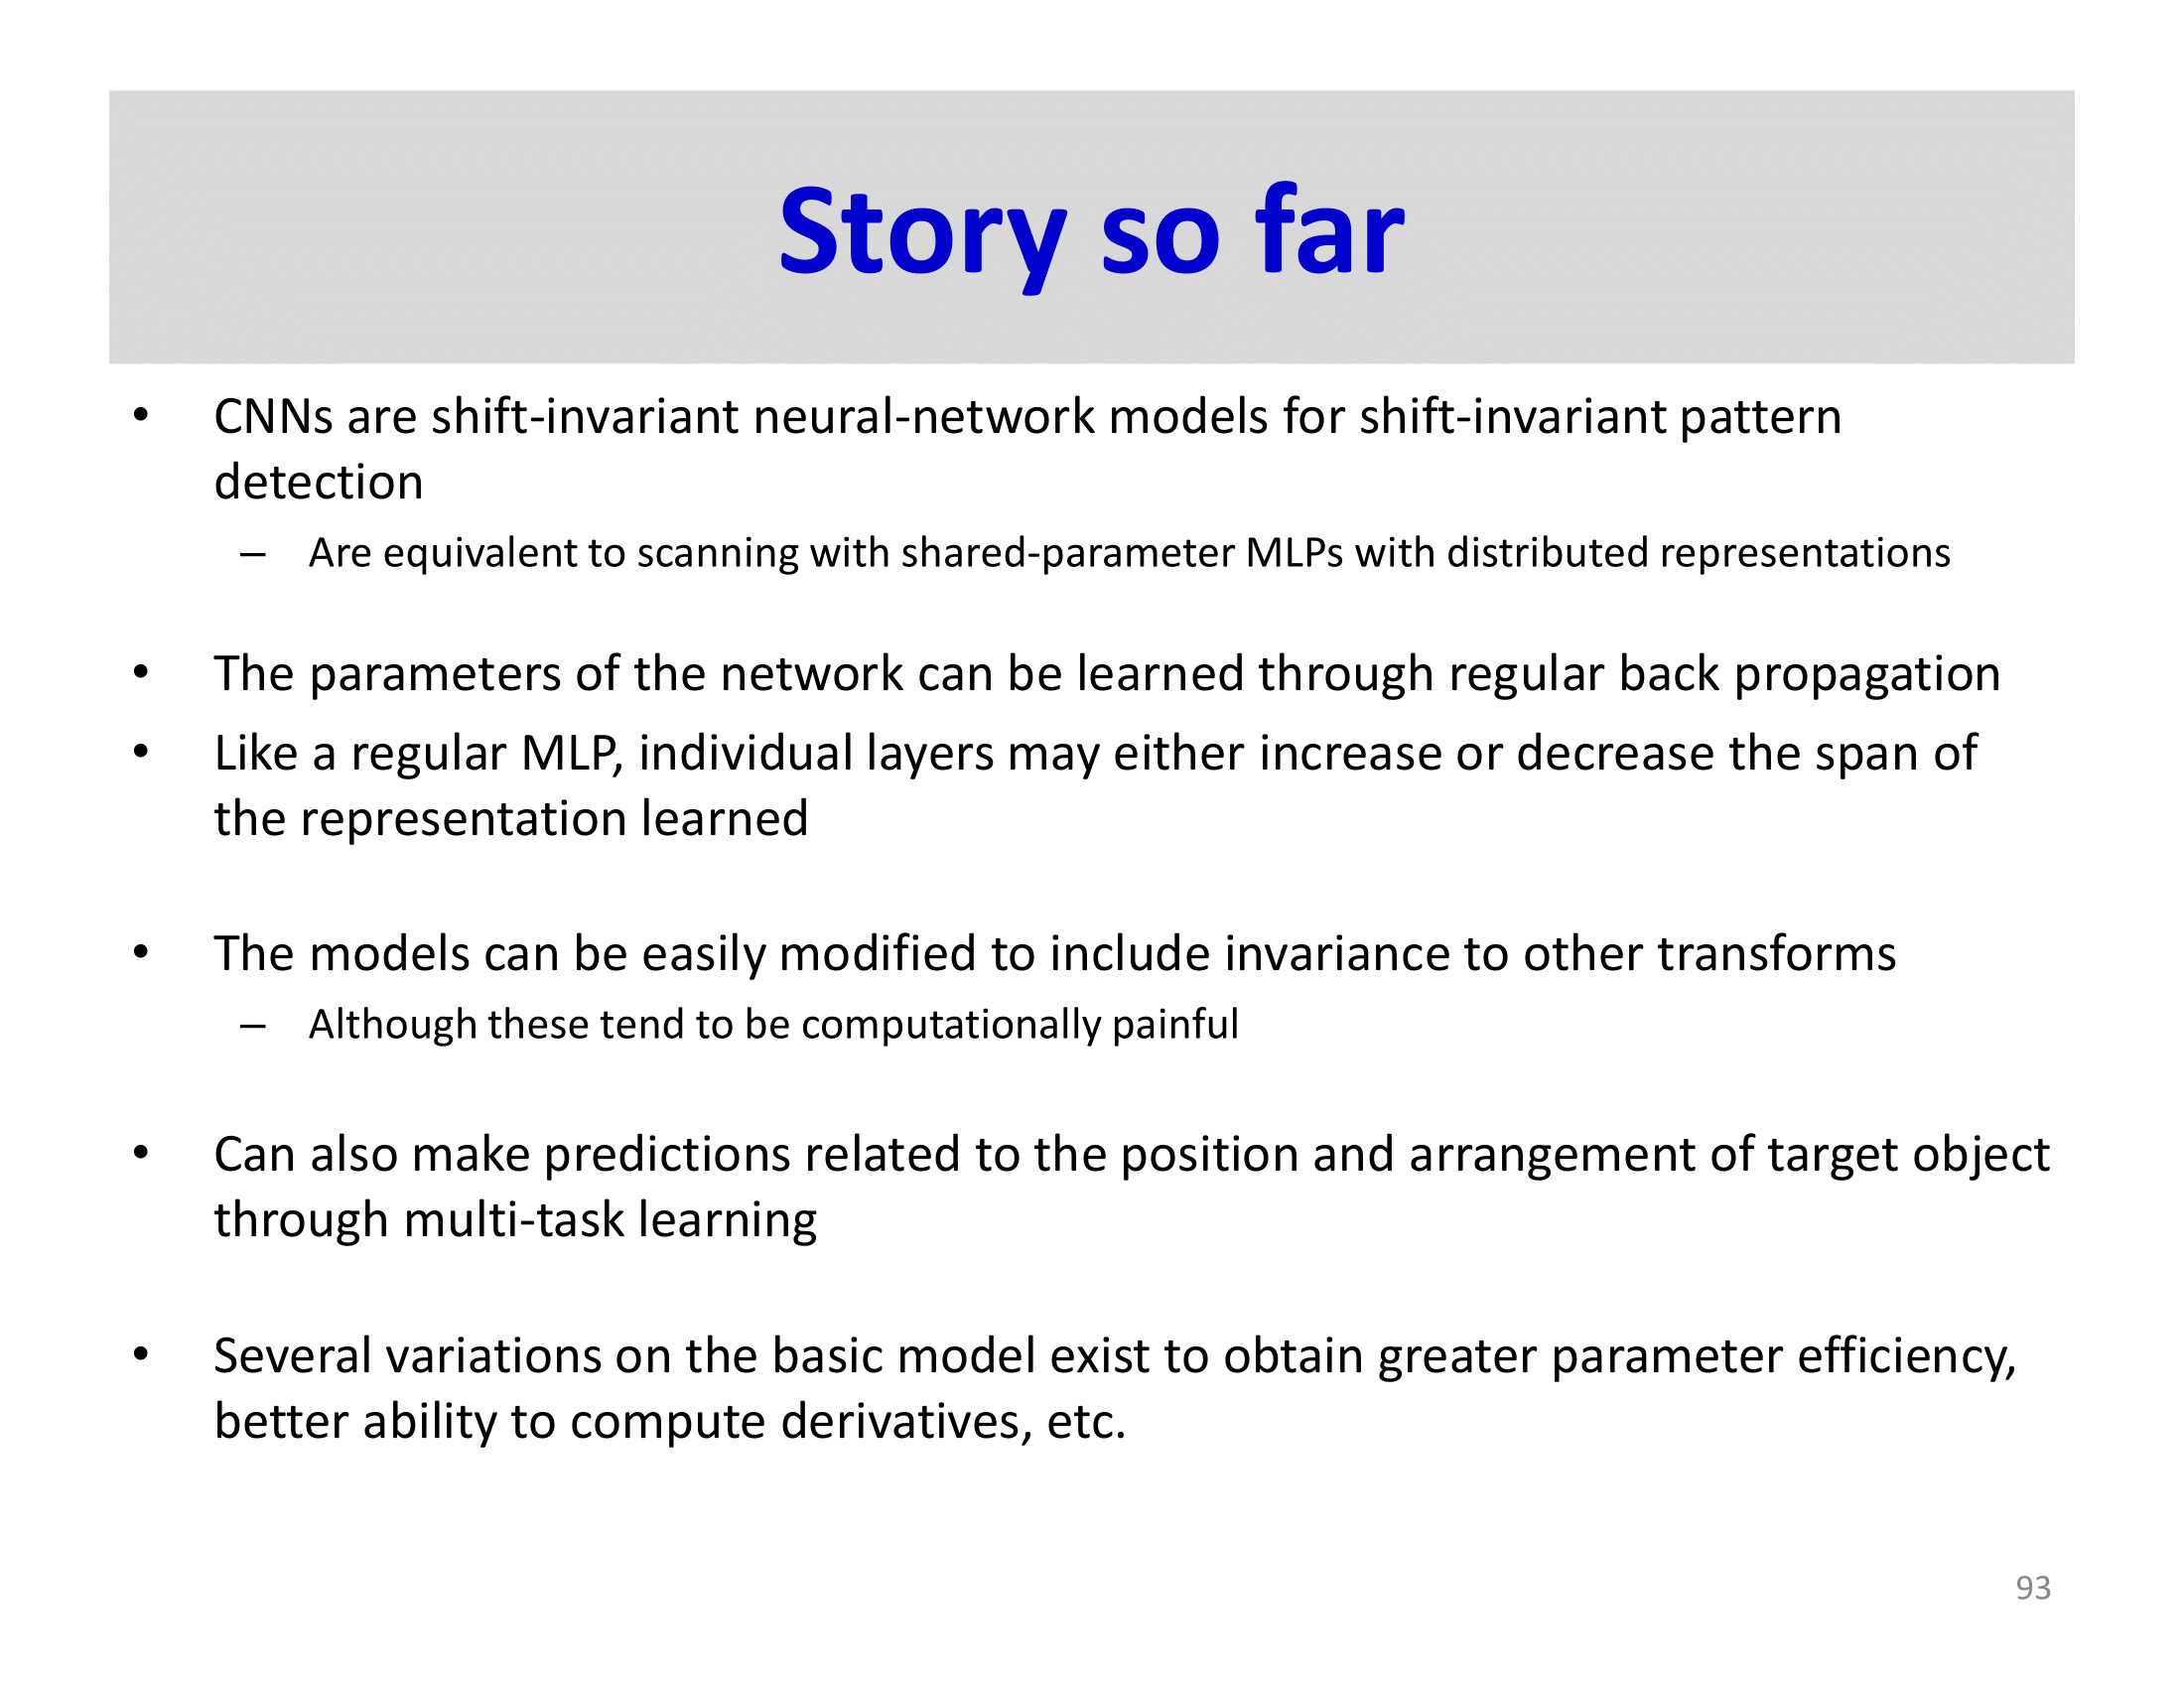 Story so far
• CNNs are shift-invariant neural-network models for shift-invariant pattern
detection
– Are equivalent to scanning with shared-parameter MLPs with distributed representations
• The parameters of the network can be learned through regular back propagation
• Like a regular MLP, individual layers may either increase or decrease the span of
the representation learned
• The models can be easily modified to include invariance to other transforms
– Although these tend to be computationally painful
• Can also make predictions related to the position and arrangement of target object
through multi-task learning
• Several variations on the basic model exist to obtain greater parameter efficiency,
better ability to compute derivatives, etc.
93